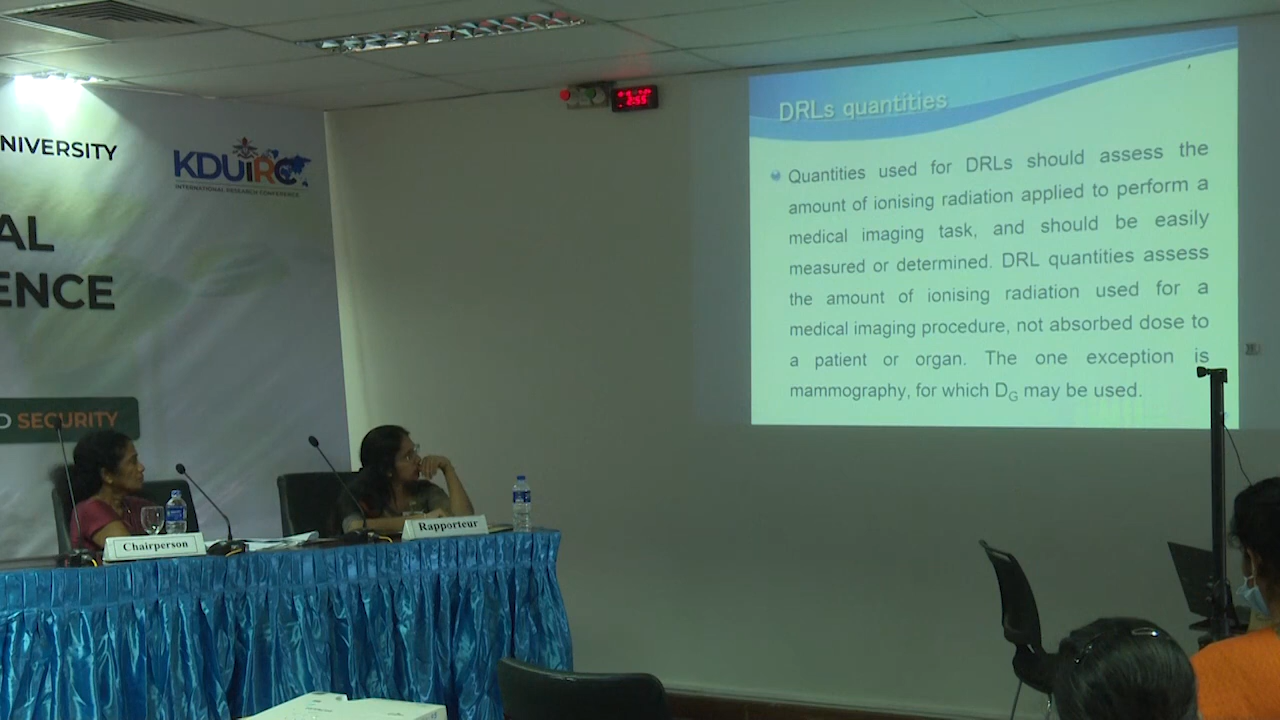 NIVERSITY
KDUiRC
INTERNATIONAL RESEARCH CONFERENCE
AL
ENCE
D SECURITY
Chairperson
Rapporteur
DRLs quantities
Quantities used for DRLs should assess the
amount of ionising radiation applied to perform a
medical imaging task, and should be easily
measured or determined. DRL quantities assess
the amount of ionising radiation used for a
medical imaging procedure, not absorbed dose to
a patient or organ. The one exception is
mammography, for which DG may be used.